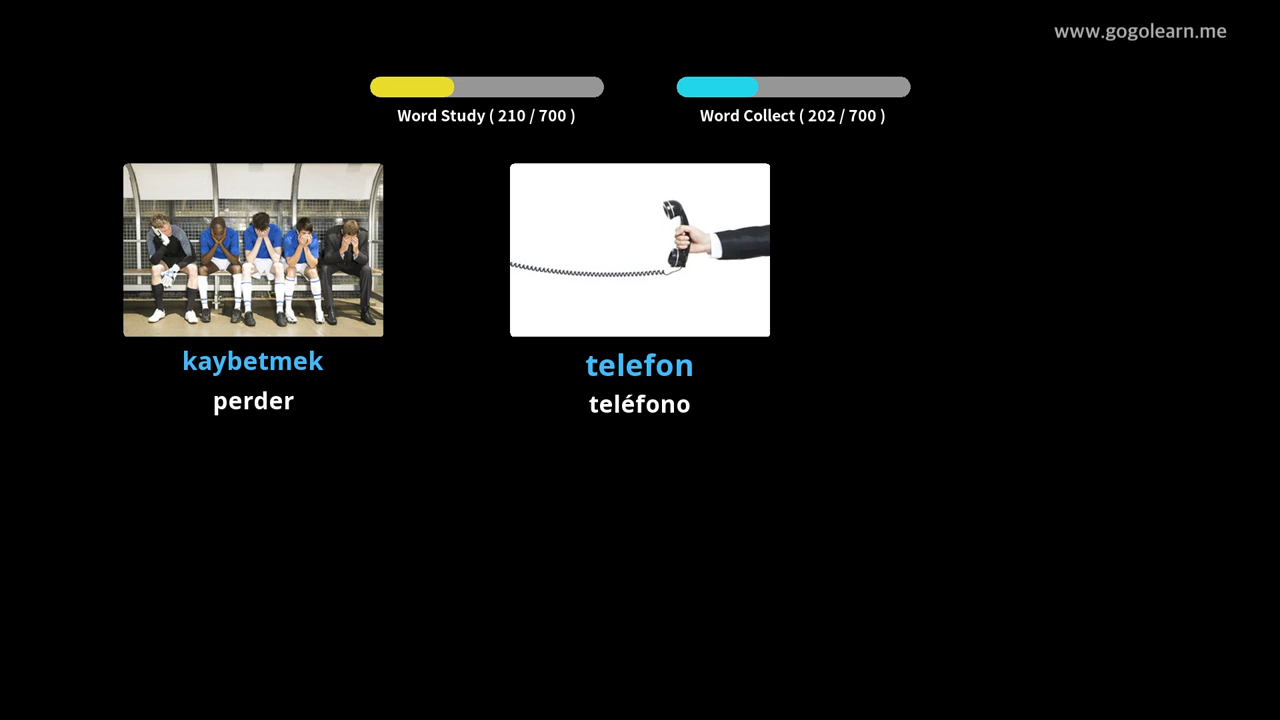 www.gogolearn.me
Word Study ( 210 / 700 )
Word Collect ( 202 / 700 )
kaybetmek
perder
telefon
teléfono